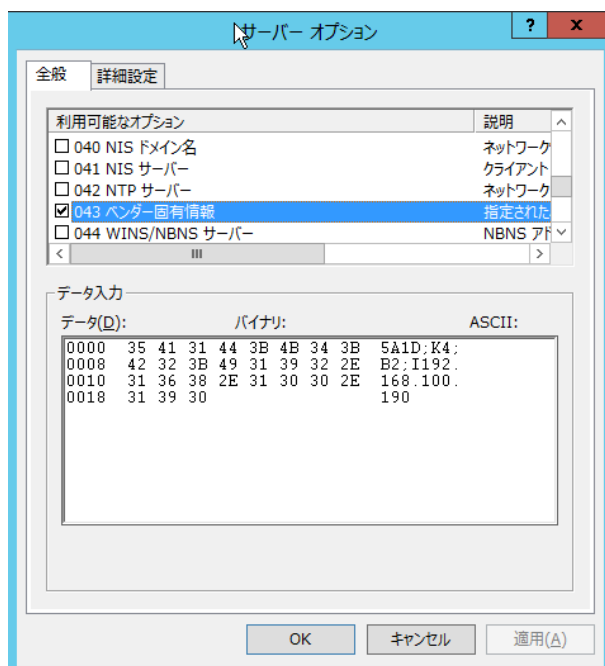 サーバー オプション ? x
全般 詳細設定
利用可能なオプション 説明
040 NIS ドメイン名 ネットワーク
041 NIS サーバー クライアント
042 NTP サーバー ネットワーク
043 ベンダー固有情報 指定された
044 WINS/NBNS サーバー NBNS アド
データ入力
データ(D): バイナリ: ASCII:
0000 35 41 31 44 3B 4B 34 3B 5A1D;K4;
0008 42 32 3B 49 31 39 32 2E B2;I192.
0010 31 36 38 2E 31 30 30 2E 168.100.
0018 31 39 30 190
OK キャンセル 適用(A)